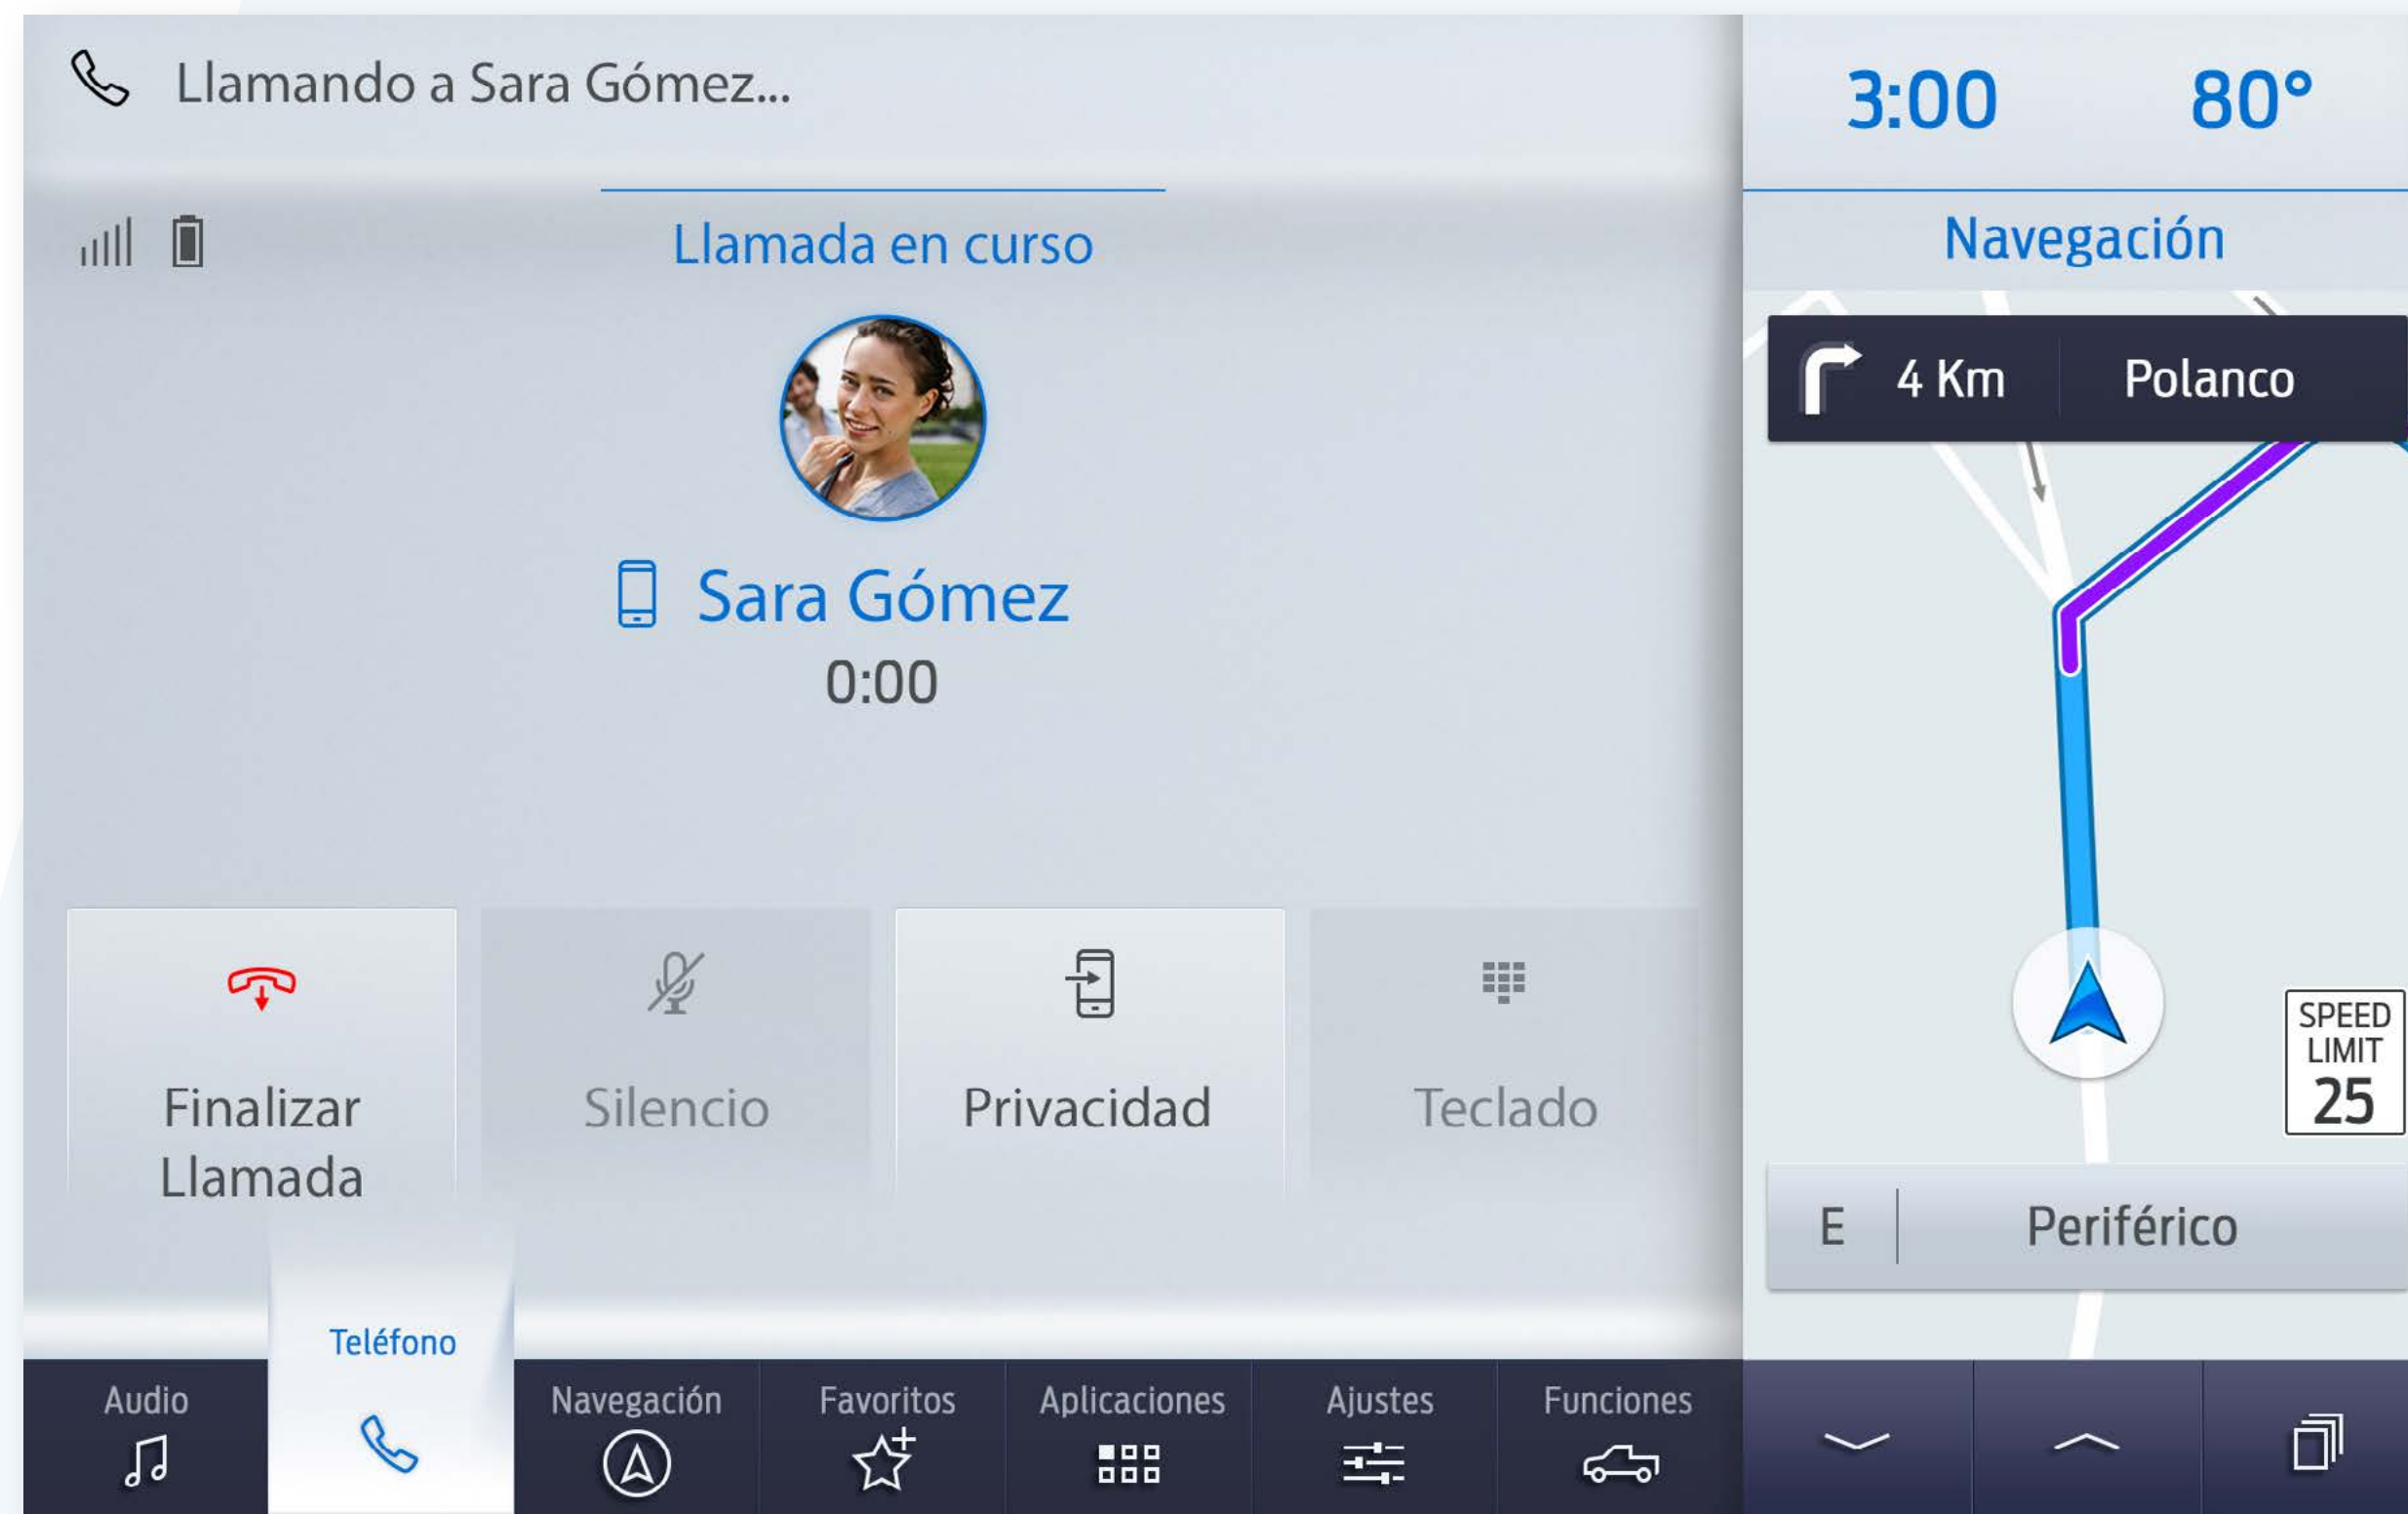 Llamando a Sara Gómez...
3:00 80°
Llamada en curso
Sara Gómez
0:00
Finalizar
Llamada
Silencio
Privacidad
Teclado
Navegación
4 Km Polanco
SPEED
LIMIT
25
E Periférico
Audio
Teléfono
Navegación
Favoritos
Aplicaciones
Ajustes
Funciones